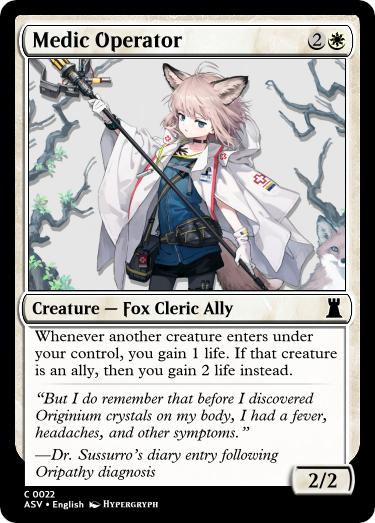 Medic Operator 2
Creature — Fox Cleric Ally
Whenever another creature enters under
your control, you gain 1 life. If that creature
is an ally, then you gain 2 life instead.
“But I do remember that before I discovered
Originium crystals on my body, I had a fever,
headaches, and other symptoms.”
—Dr. Sussurro’s diary entry following
Oripathy diagnosis
2/2
C 0022
ASV • English HYPERGRYPH